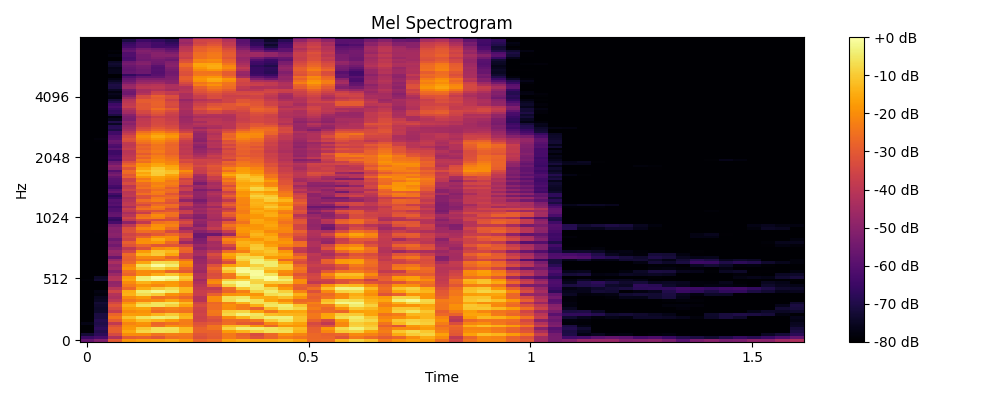 Mel Spectrogram
+0 dB
4096
-10 dB
-20 dB
2048
-30 dB
Hz
-40 dB
1024
-50 dB
512
-60 dB
-70 dB
0
-80 dB
0 0.5 1 1.5
Time